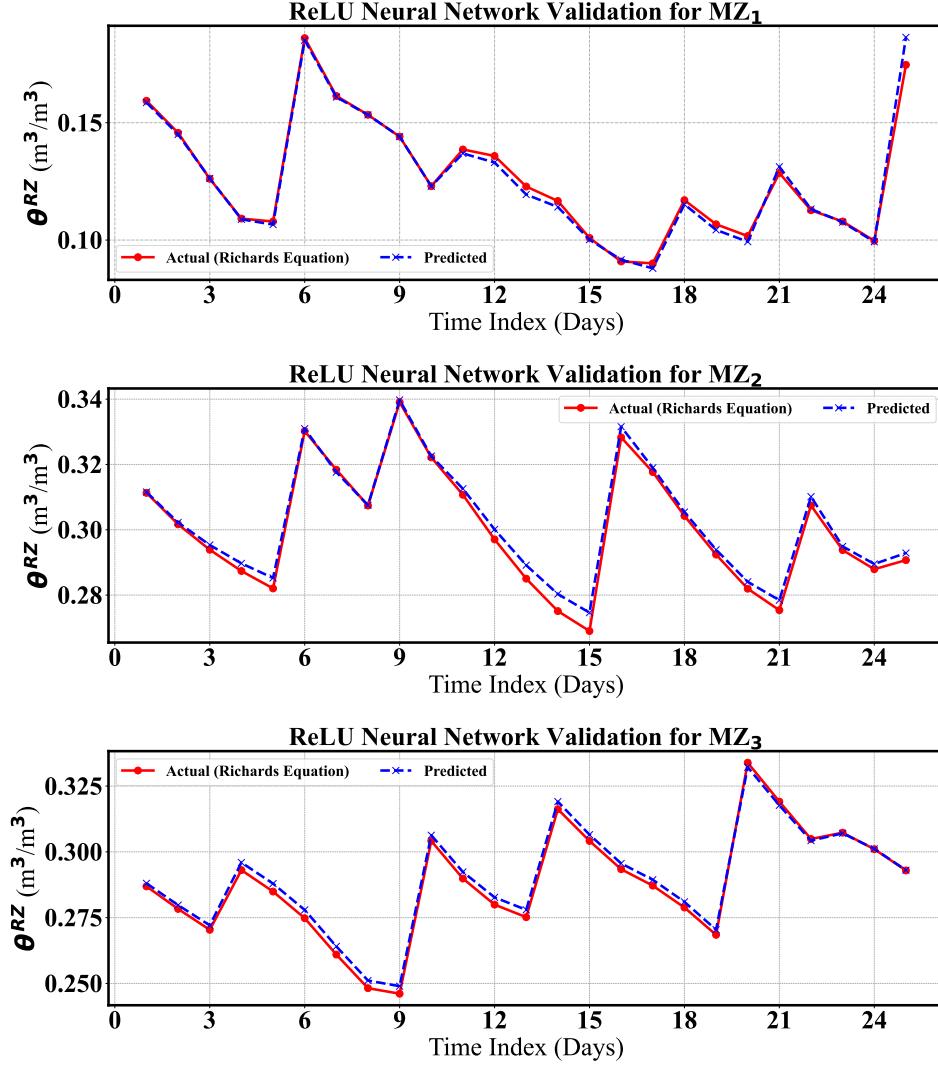 ReLU Neural Network Validation for MZ₁
θᴿᶻ (m³/m³)
0.15
0.10
Actual (Richards Equation) Predicted
0 3 6 9 12 15 18 21 24
Time Index (Days)
ReLU Neural Network Validation for MZ₂
θᴿᶻ (m³/m³)
0.34
0.32
0.30
0.28
Actual (Richards Equation) Predicted
0 3 6 9 12 15 18 21 24
Time Index (Days)
ReLU Neural Network Validation for MZ₃
θᴿᶻ (m³/m³)
0.325
0.300
0.275
0.250
Actual (Richards Equation) Predicted
0 3 6 9 12 15 18 21 24
Time Index (Days)